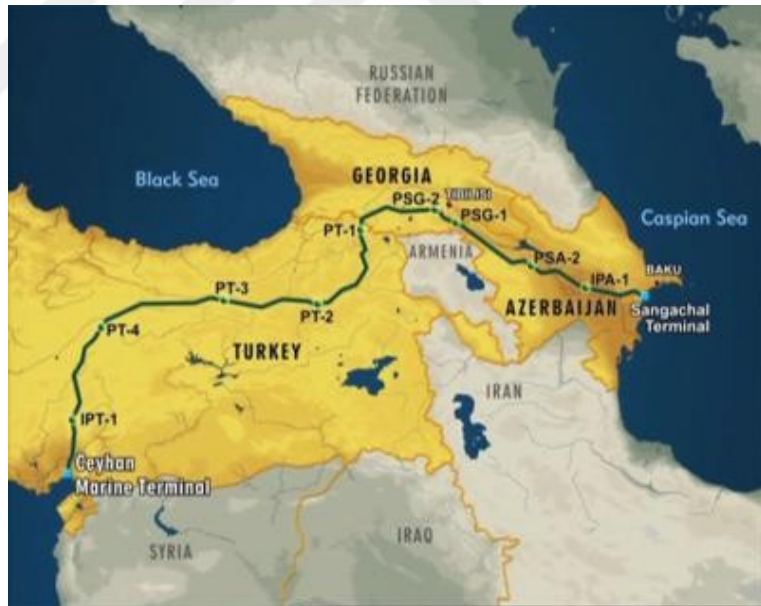 RUSSIAN
FEDERATION
Black Sea
GEORGIA
PSG-2
TIBILISI
PSG-1
Caspian Sea
PT-1
ARMENIA
PSA-2
IPA-1
BAKU
PT-3
PT-2
AZERBAIJAN
Sangachal
Terminal
PT-4
TURKEY
IRAN
IPT-1
Ceyhan
Marine Terminal
SYRIA
IRAQ